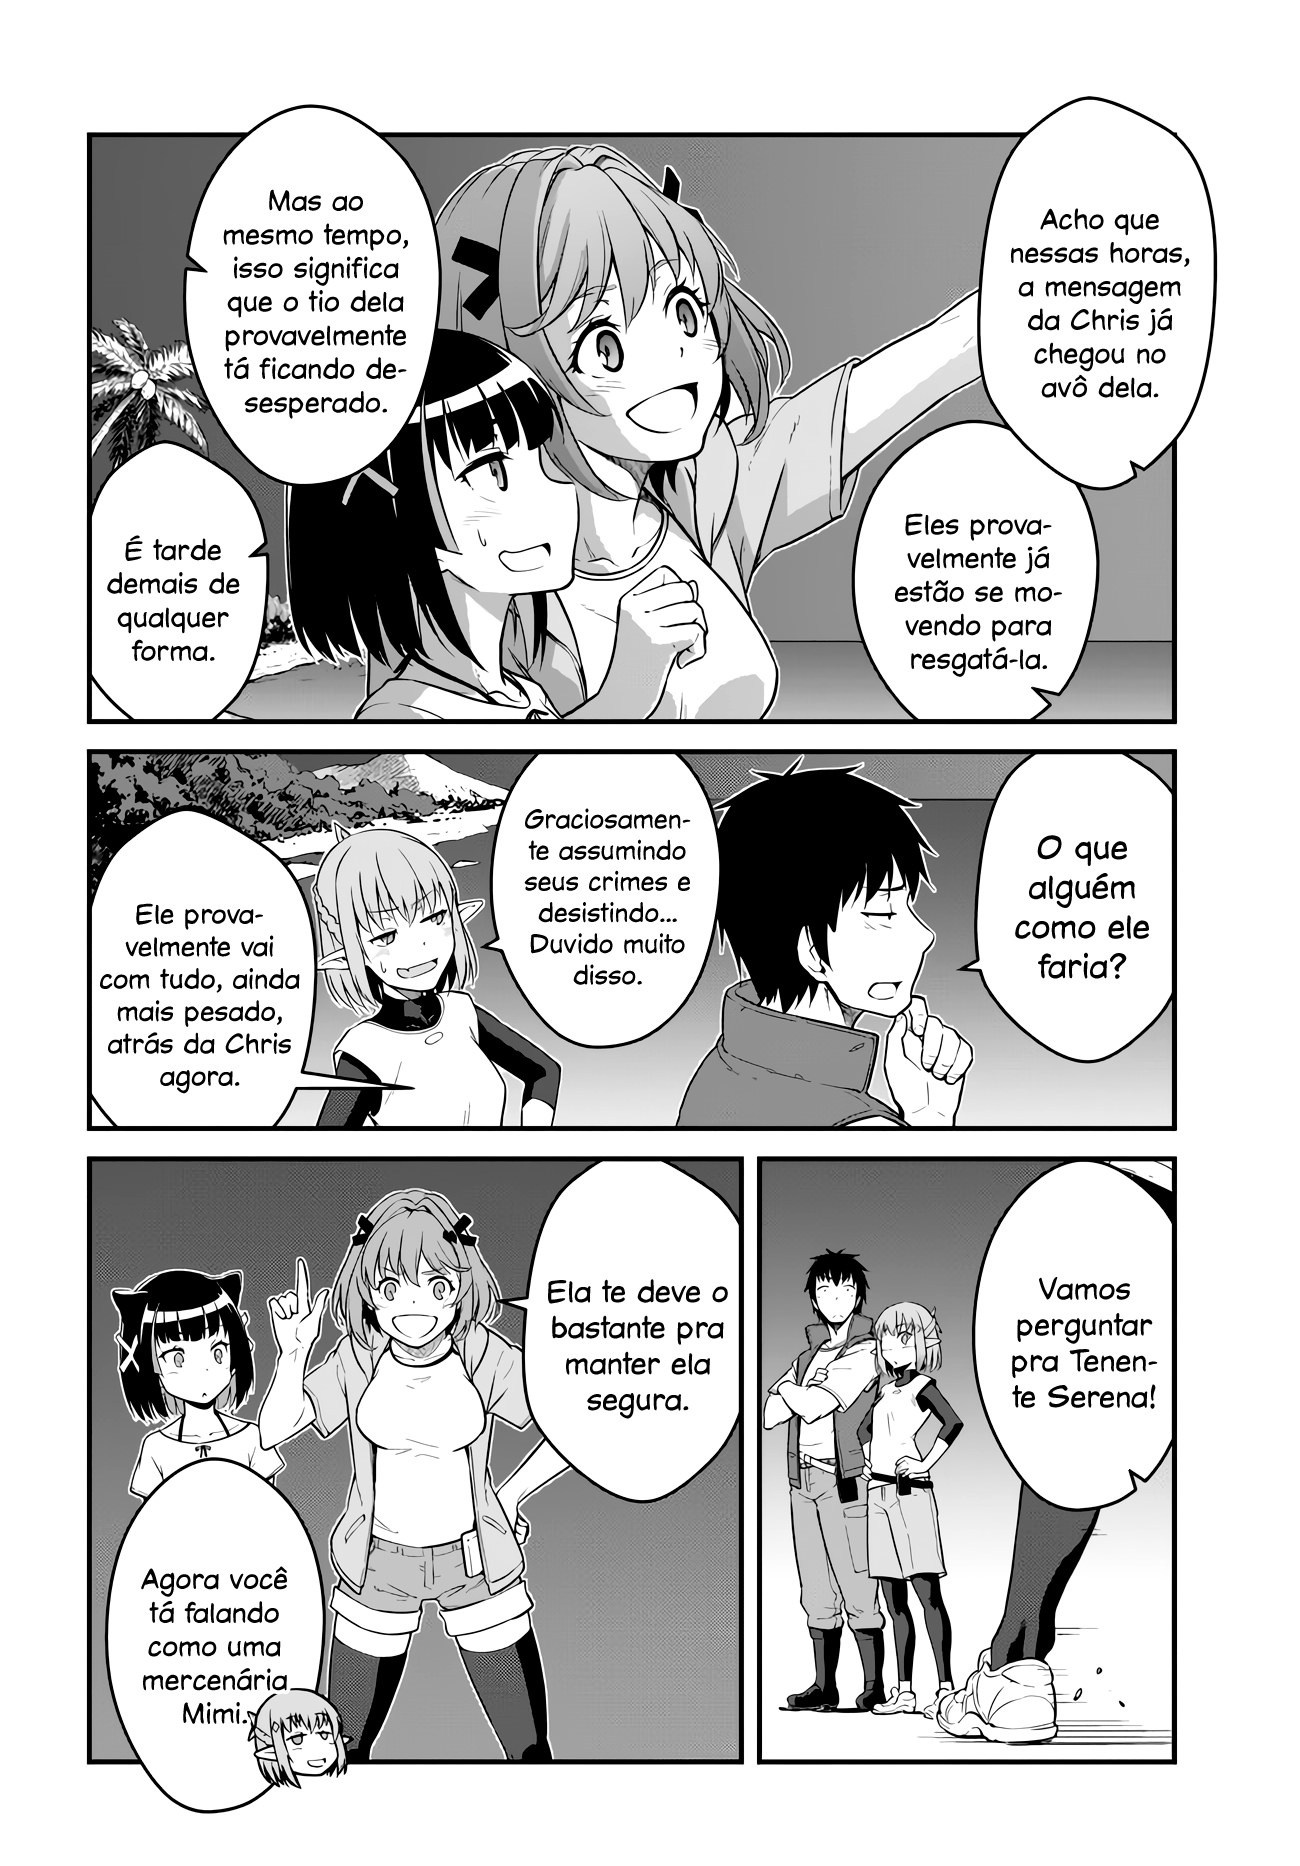 Acho que
nessas horas,
a mensagem
da Chris já
chegou no
avô dela.
Eles prova-
velmente já
estão se mo-
vendo para
resgatá-la.
Mas ao
mesmo tempo,
isso significa
que o tio dela
provavelmente
tá ficando de-
sesperado.
É tarde
demais de
qualquer
forma.
O que
alguém
como ele
faria?
Graciosamen-
te assumindo
seus crimes e
desistindo...
Duvido muito
disso.
Ele prova-
velmente vai
com tudo, ainda
mais pesado,
atrás da Chris
agora.
Vamos
perguntar
pra Tenen-
te Serena!
Ela te deve o
bastante pra
manter ela
segura.
Agora você
tá falando
como uma
mercenária
Mimi.